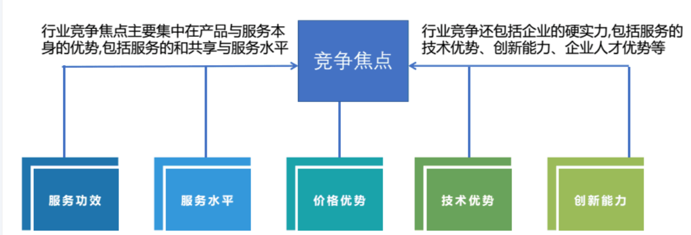 行业竞争焦点主要集中在产品与服务本
身的优势,包括服务的和共享与服务水平
竞争焦点
行业竞争还包括企业的硬实力,包括服务的
技术优势、创新能力、企业人才优势等
服务功效
服务水平
价格优势
技术优势
创新能力